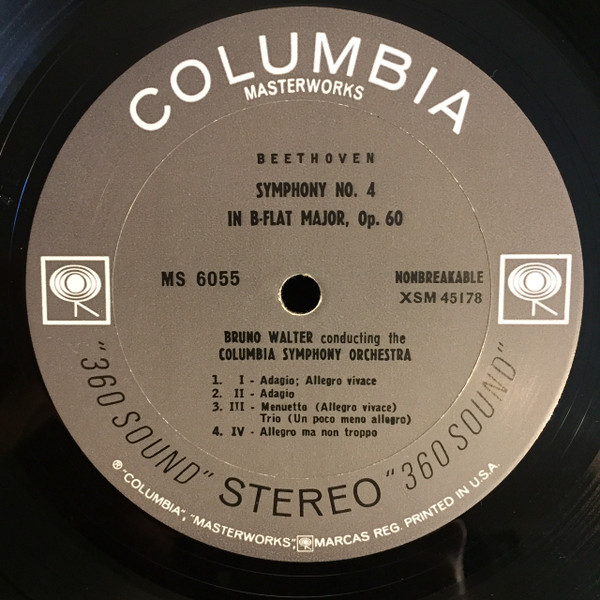 COLUMBIA
MASTERWORKS
BEETHOVEN
SYMPHONY NO. 4
IN B-FLAT MAJOR, Op. 60
MS 6055
NONBREAKABLE
XSM 45178
BRUNO WALTER conducting the
COLUMBIA SYMPHONY ORCHESTRA
1. I - Adagio; Allegro vivace
2. II - Adagio
3. III - Menuetto (Allegro vivace)
Trio (Un poco meno allegro)
4. IV - Allegro ma non troppo
"360 SOUND" STEREO "360 SOUND"
® "COLUMBIA", "MASTERWORKS", MARCAS REG. PRINTED IN U.S.A.